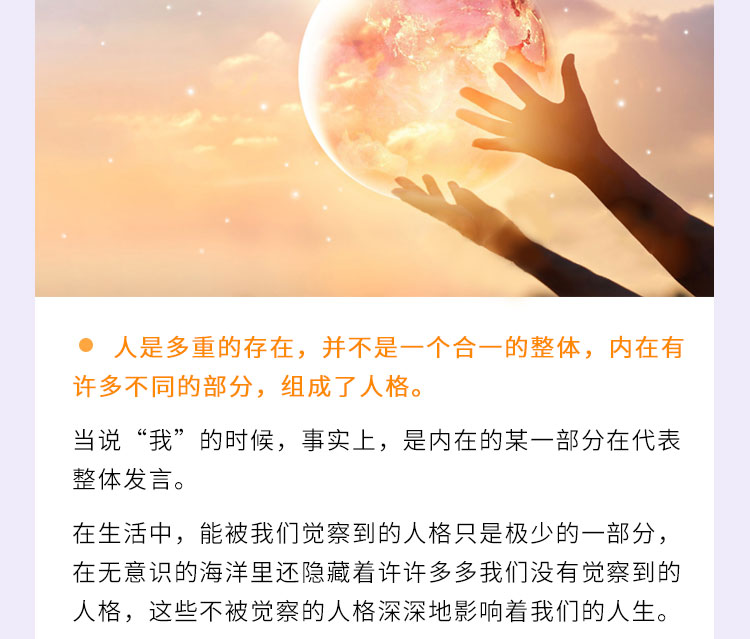 ● 人是多重的存在，并不是一个合一的整体，内在有
许多不同的部分，组成了人格。
当说“我”的时候，事实上，是内在的某一部分在代表
整体发言。
在生活中，能被我们觉察到的人格只是极少的一部分，
在无意识的海洋里还隐藏着许许多多我们没有觉察到的
人格，这些不被觉察的人格深深地影响着我们的人生。